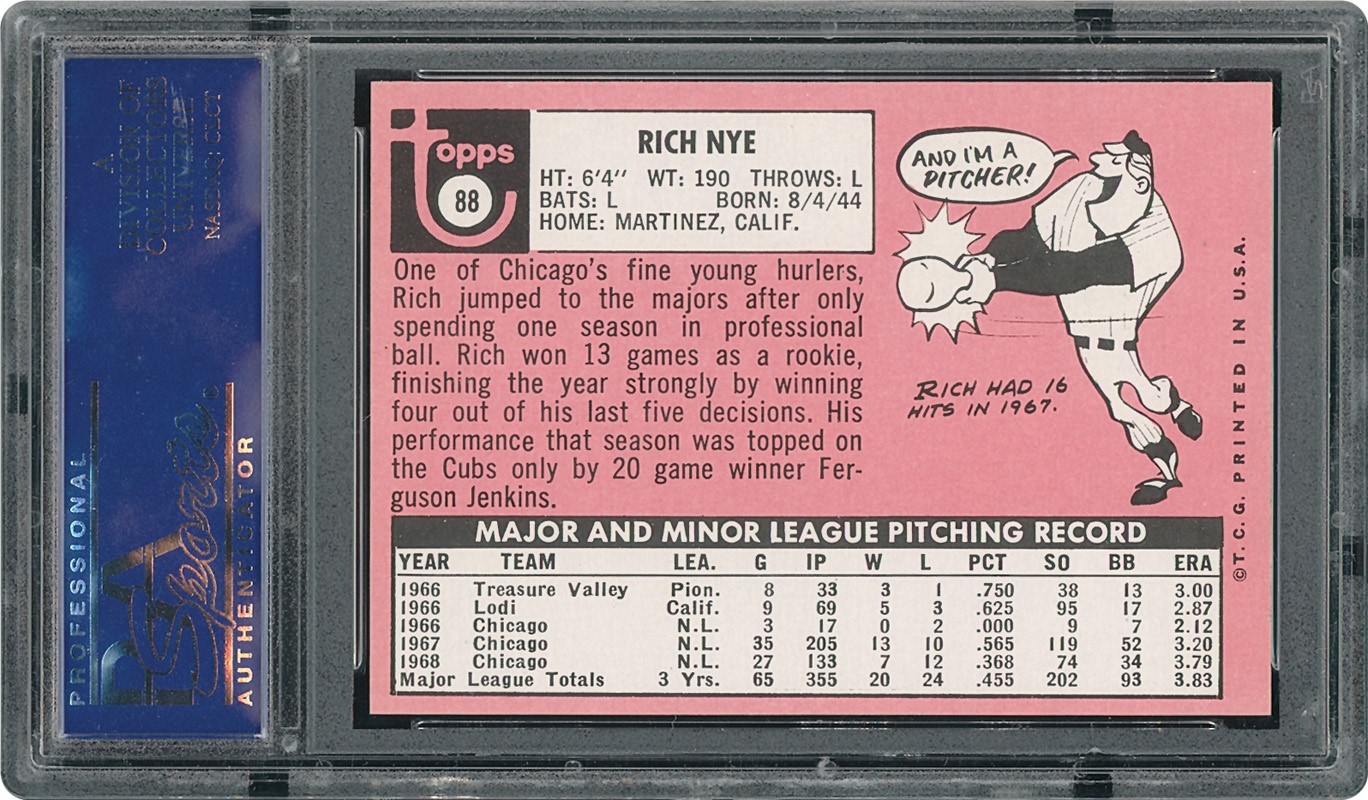 A
DIVISION OF
COLLECTORS
UNIVERSE
NASDAQ: CLCT
PROFESSIONAL
PSA
Sports
AUTHENTICATOR
Topps
88
RICH NYE
HT: 6'4" WT: 190 THROWS: L
BATS: L BORN: 8/4/44
HOME: MARTINEZ, CALIF.
AND I'M A
PITCHER!
One of Chicago's fine young hurlers,
Rich jumped to the majors after only
spending one season in professional
ball. Rich won 13 games as a rookie,
finishing the year strongly by winning
four out of his last five decisions. His
performance that season was topped on
the Cubs only by 20 game winner Fer-
guson Jenkins.
RICH HAD 16
HITS IN 1967.
MAJOR AND MINOR LEAGUE PITCHING RECORD
YEAR TEAM LEA. G IP W L PCT SO BB ERA
1966 Treasure Valley Pion. 8 33 3 1 .750 38 13 3.00
1966 Lodi Calif. 9 69 5 3 .625 95 17 2.87
1966 Chicago N.L. 3 17 0 2 .000 9 7 2.12
1967 Chicago N.L. 35 205 13 10 .565 119 52 3.20
1968 Chicago N.L. 27 133 7 12 .368 74 34 3.79
Major League Totals 3 Yrs. 65 355 20 24 .455 202 93 3.83
© T.C.G. PRINTED IN U.S.A.